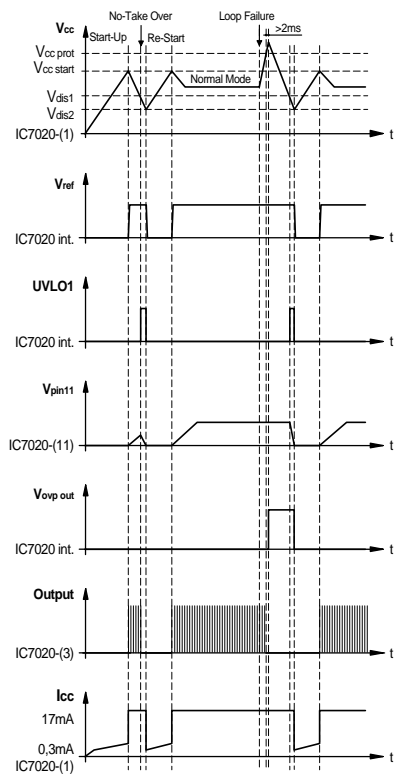 No-Take Over
Loop Failure
>2ms
Vcc
Start-Up
Re-Start
Vcc prot
Vcc start
Normal Mode
Vdis1
Vdis2
IC7020-(1)
t
Vref
IC7020 int.
t
UVLO1
IC7020 int.
t
Vpin11
IC7020-(11)
t
Vovp out
IC7020 int.
t
Output
IC7020-(3)
t
Icc
17mA
0,3mA
IC7020-(1)
t